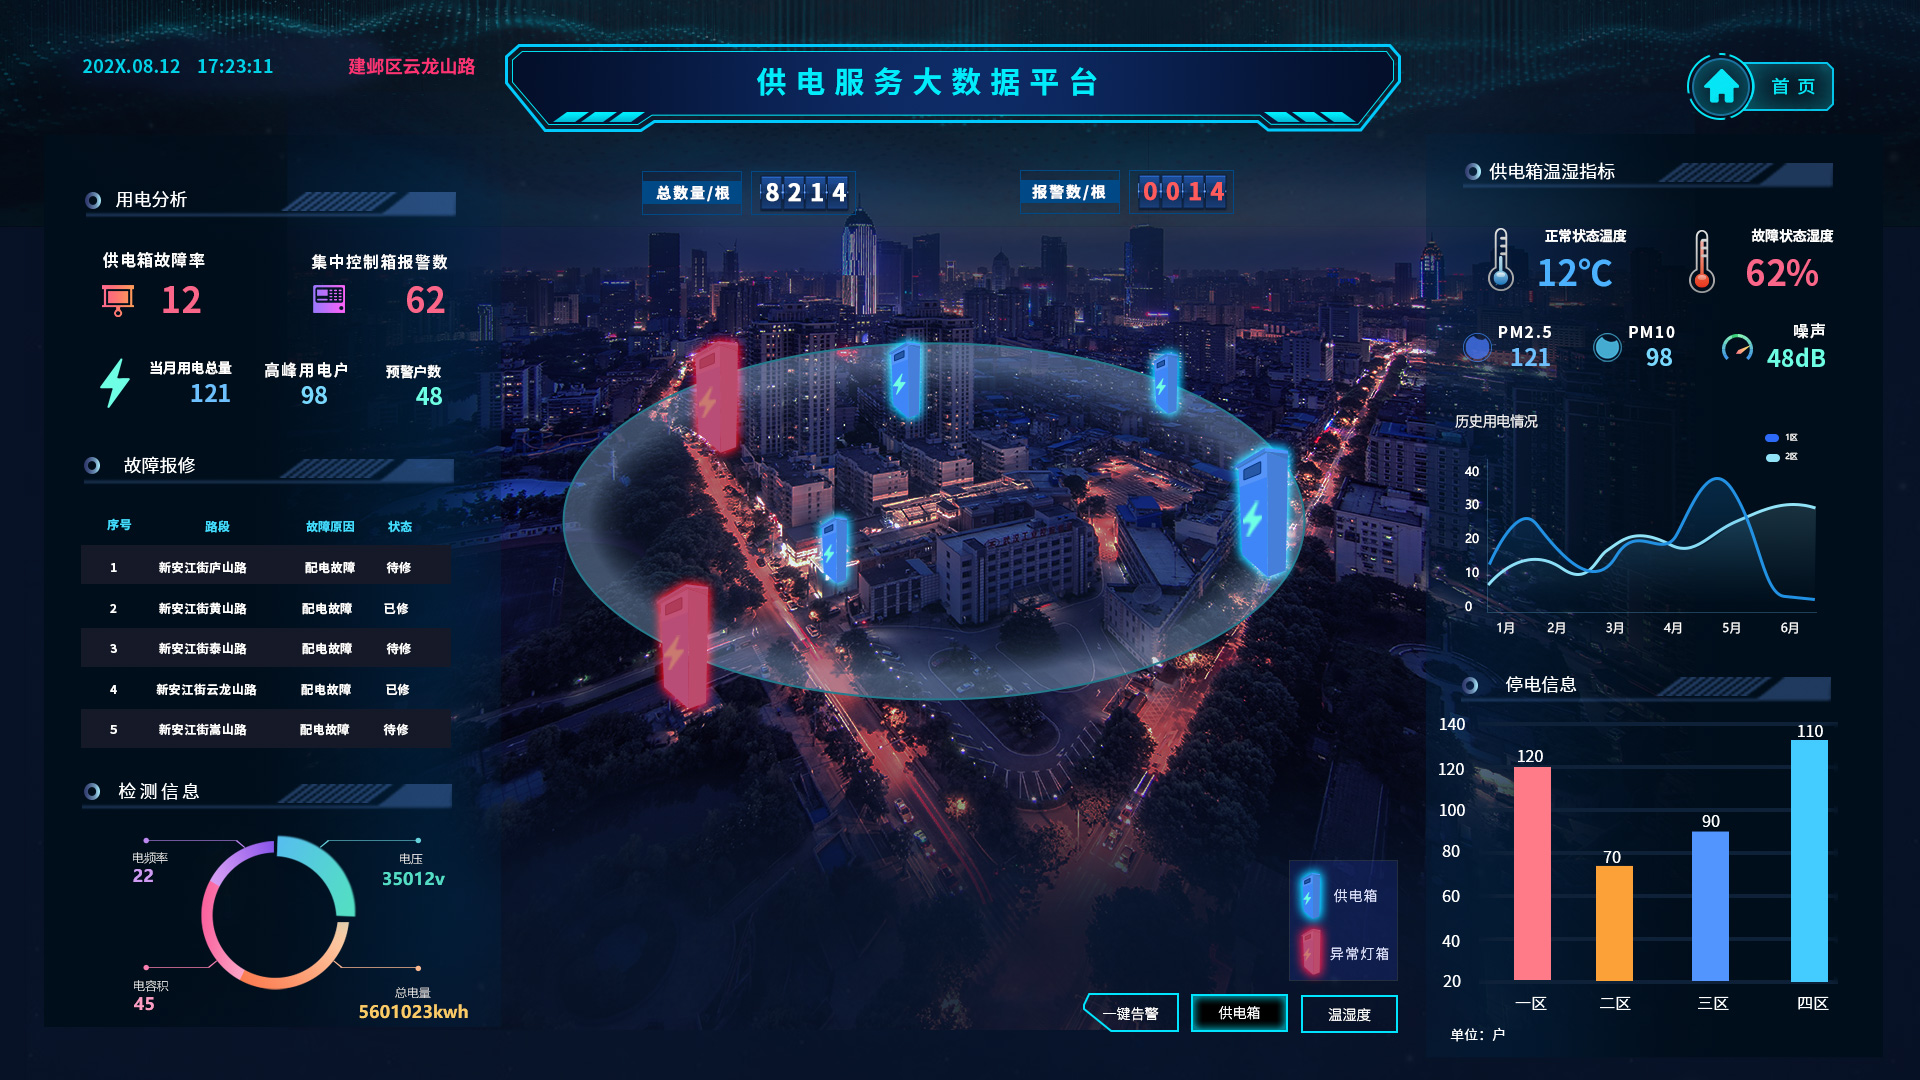 202X.08.12 17:23:11
建邺区云龙山路
供电服务大数据平台
首页
用电分析
供电箱故障率
12
集中控制箱报警数
62
当月用电总量
121
高峰用电户
98
预警户数
48
故障报修
序号 路段 故障原因 状态
1 新安江街庐山路 配电故障 待修
2 新安江街黄山路 配电故障 已修
3 新安江街泰山路 配电故障 待修
4 新安江街云龙山路 配电故障 已修
5 新安江街嵩山路 配电故障 待修
检测信息
电频率
22
电压
35012v
电容积
45
总电量
5601023kwh
总数量/根
8214
报警数/根
0014
供电箱
异常灯箱
一键告警
供电箱
温湿度
供电箱温湿指标
正常状态温度
12°C
故障状态湿度
62%
PM2.5
121
PM10
98
噪声
48dB
历史用电情况
1区
2区
40
30
20
10
0
1月 2月 3月 4月 5月 6月
停电信息
140
120
100
80
60
40
20
120
70
90
110
一区 二区 三区 四区
单位：户